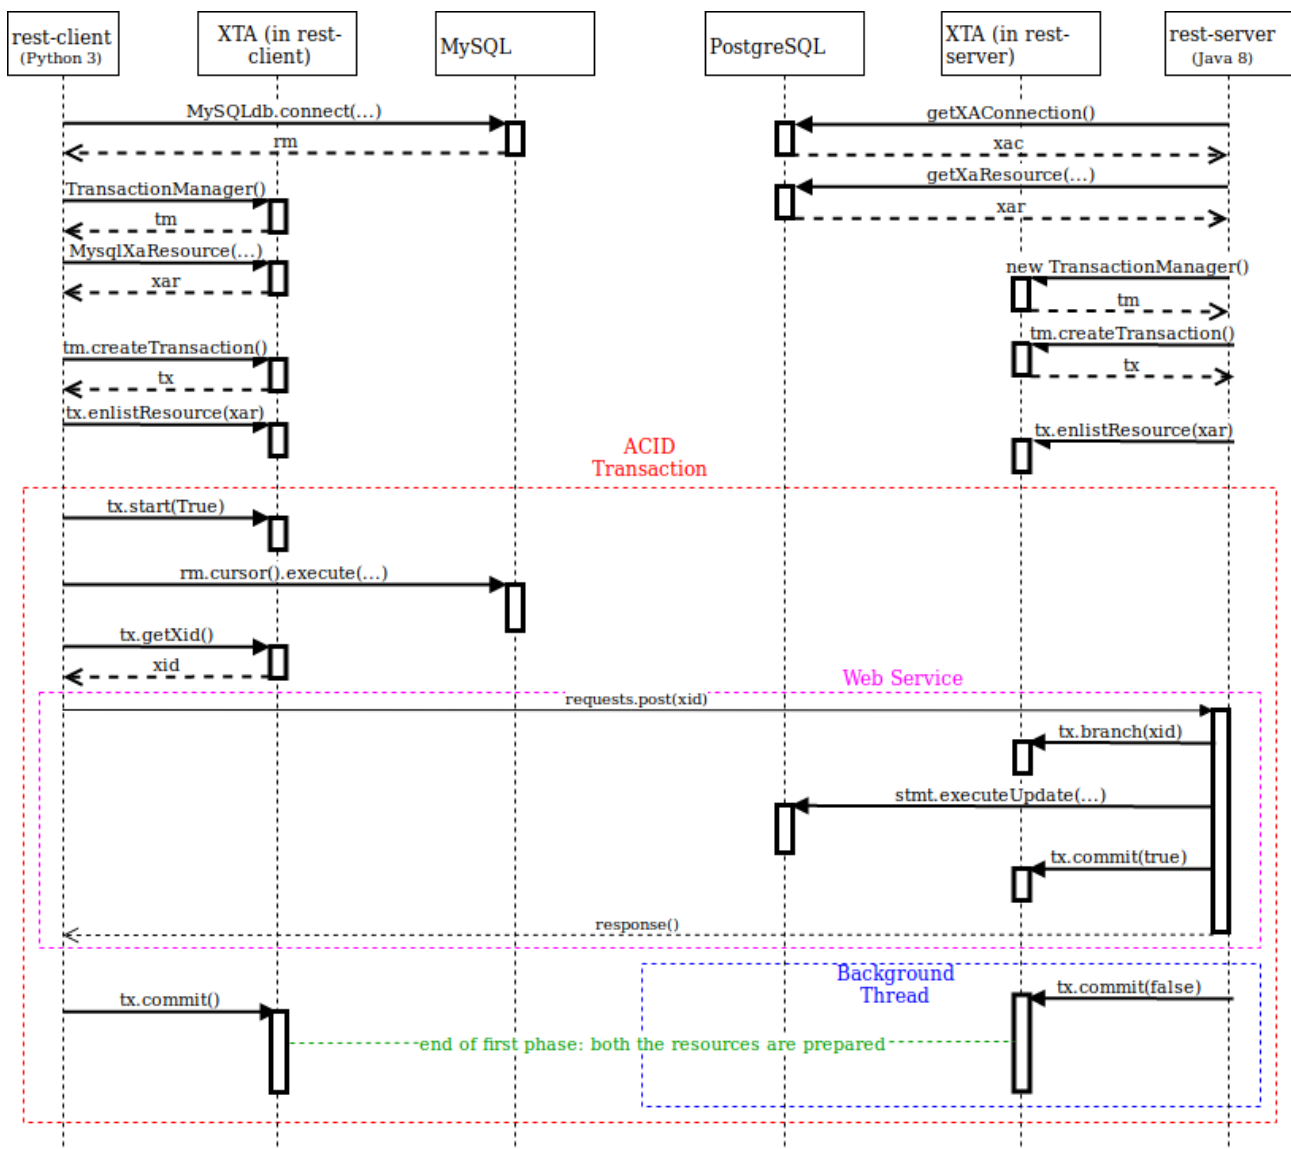 rest-client
(Python 3)
XTA (in rest-
client)
MySQL
PostgreSQL
XTA (in rest-
server)
rest-server
(Java 8)
MySQLdb.connect(...)
getXAConnection()
rm
xac
TransactionManager()
getXaResource(...)
tm
xar
MysqlXaResource(...)
new TransactionManager()
xar
tm
tm.createTransaction()
tm.createTransaction()
tx
tx
tx.enlistResource(xar)
tx.enlistResource(xar)
ACID
Transaction
tx.start(True)
rm.cursor().execute(...)
tx.getXid()
xid
Web Service
requests.post(xid)
tx.branch(xid)
stmt.executeUpdate(...)
tx.commit(true)
response()
Background
Thread
tx.commit()
tx.commit(false)
end of first phase: both the resources are prepared